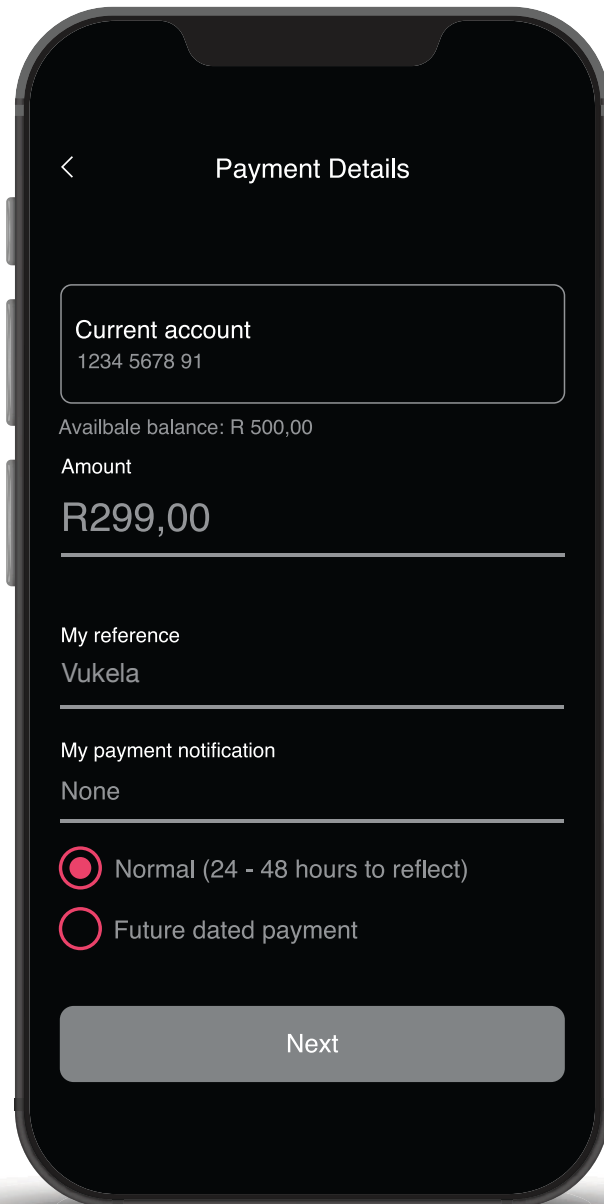 Payment Details
Current account
1234 5678 91
Availbale balance: R 500,00
Amount
R299,00
My reference
Vukela
My payment notification
None
Normal (24 - 48 hours to reflect)
Future dated payment
Next